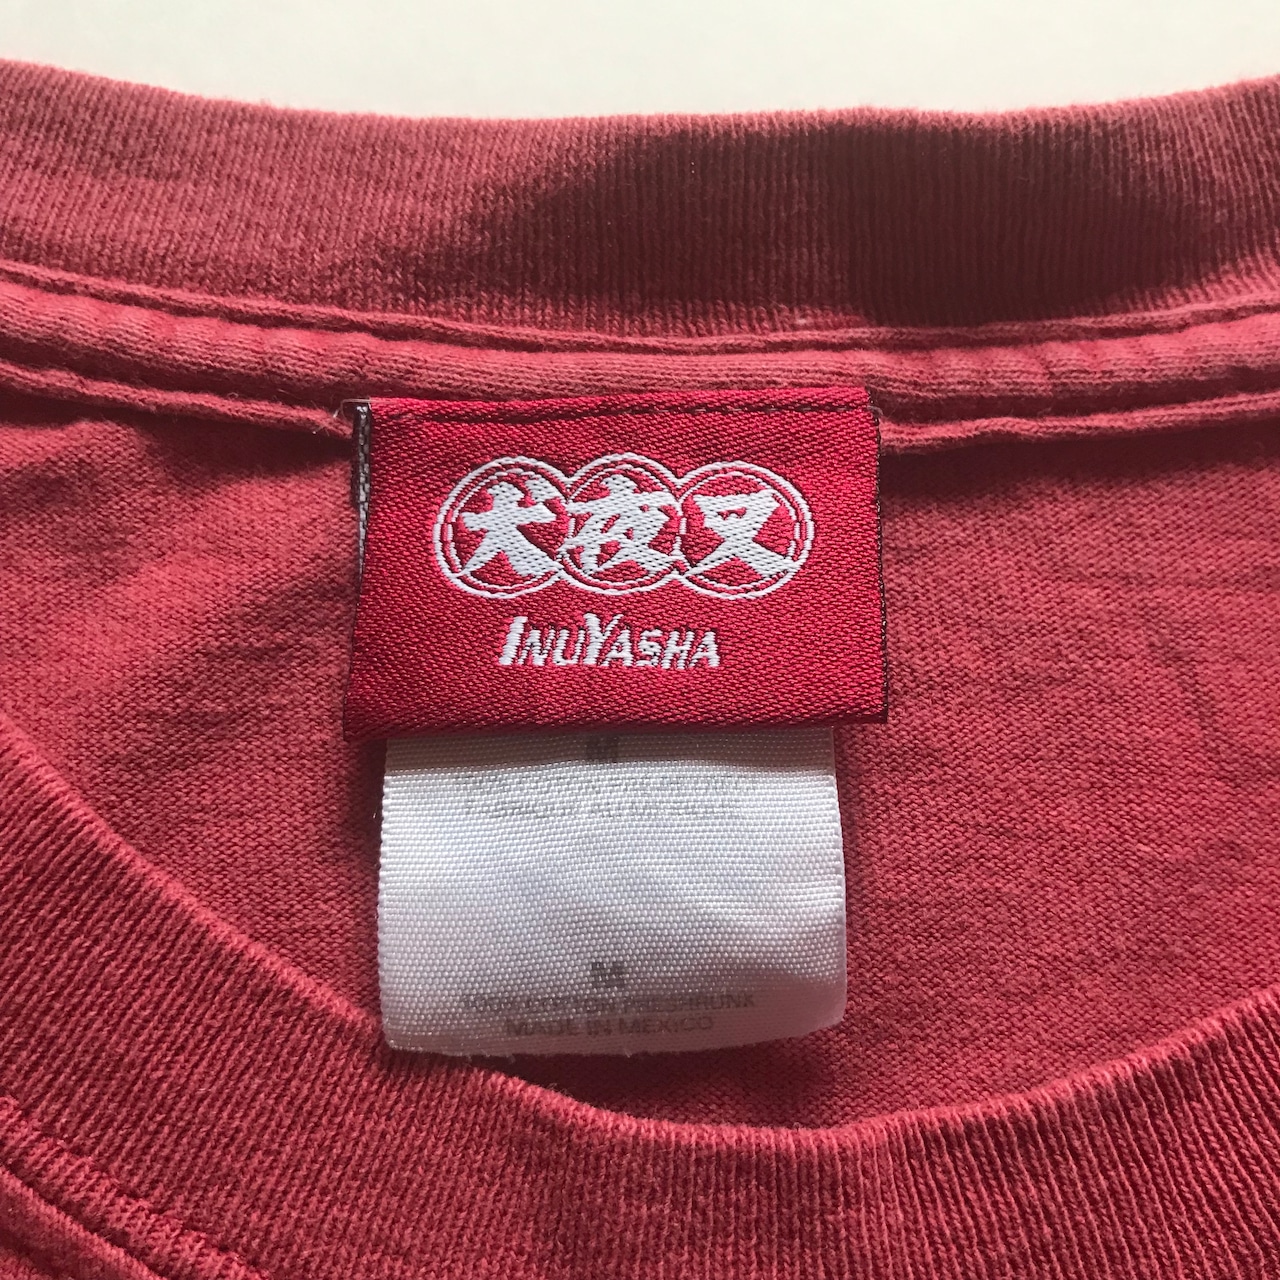 犬夜叉
INUYASHA
M
M
100% COTTON PRESHRUNK
MADE IN MEXICO